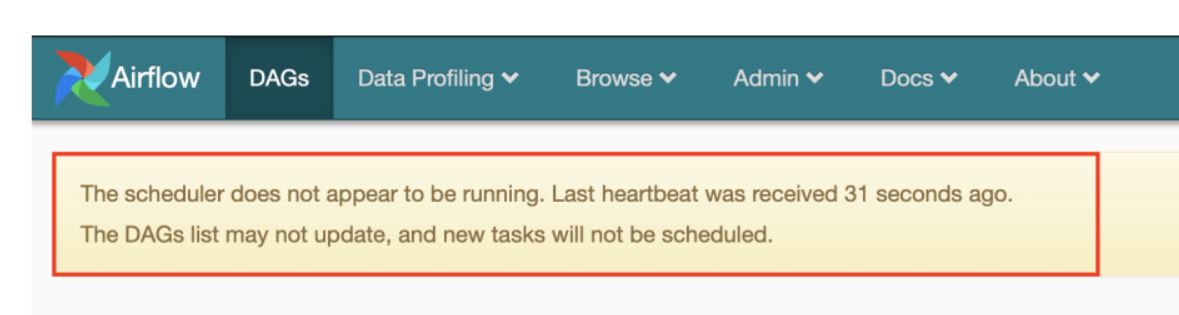 Airflow DAGs Data Profiling Browse Admin Docs About
The scheduler does not appear to be running. Last heartbeat was received 31 seconds ago.
The DAGs list may not update, and new tasks will not be scheduled.